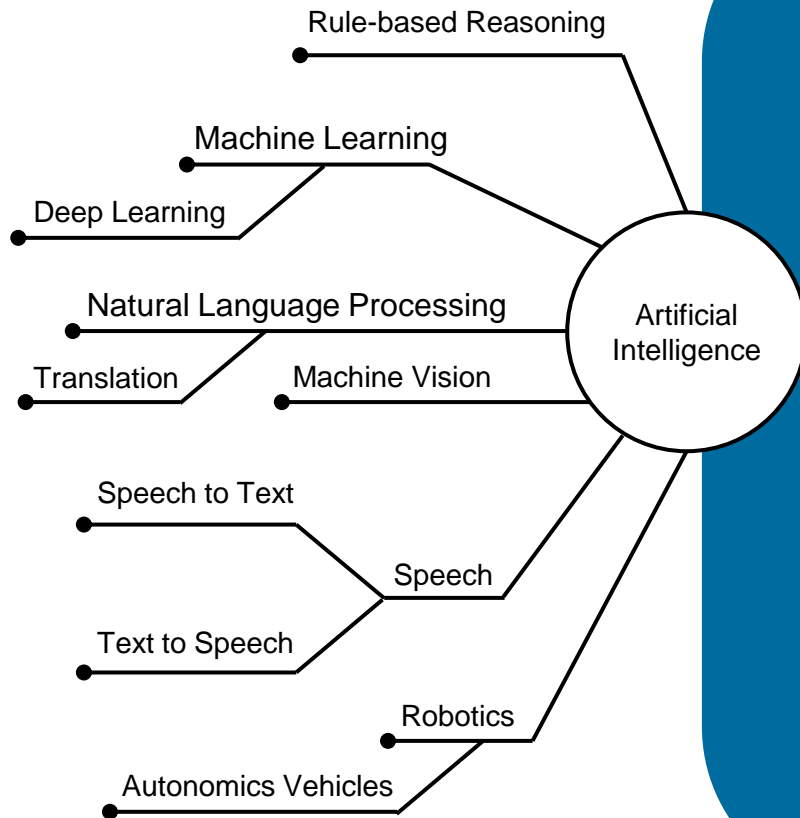 Rule-based Reasoning
Machine Learning
Deep Learning
Natural Language Processing
Artificial
Intelligence
Translation
Machine Vision
Speech to Text
Speech
Text to Speech
Robotics
Autonomics Vehicles